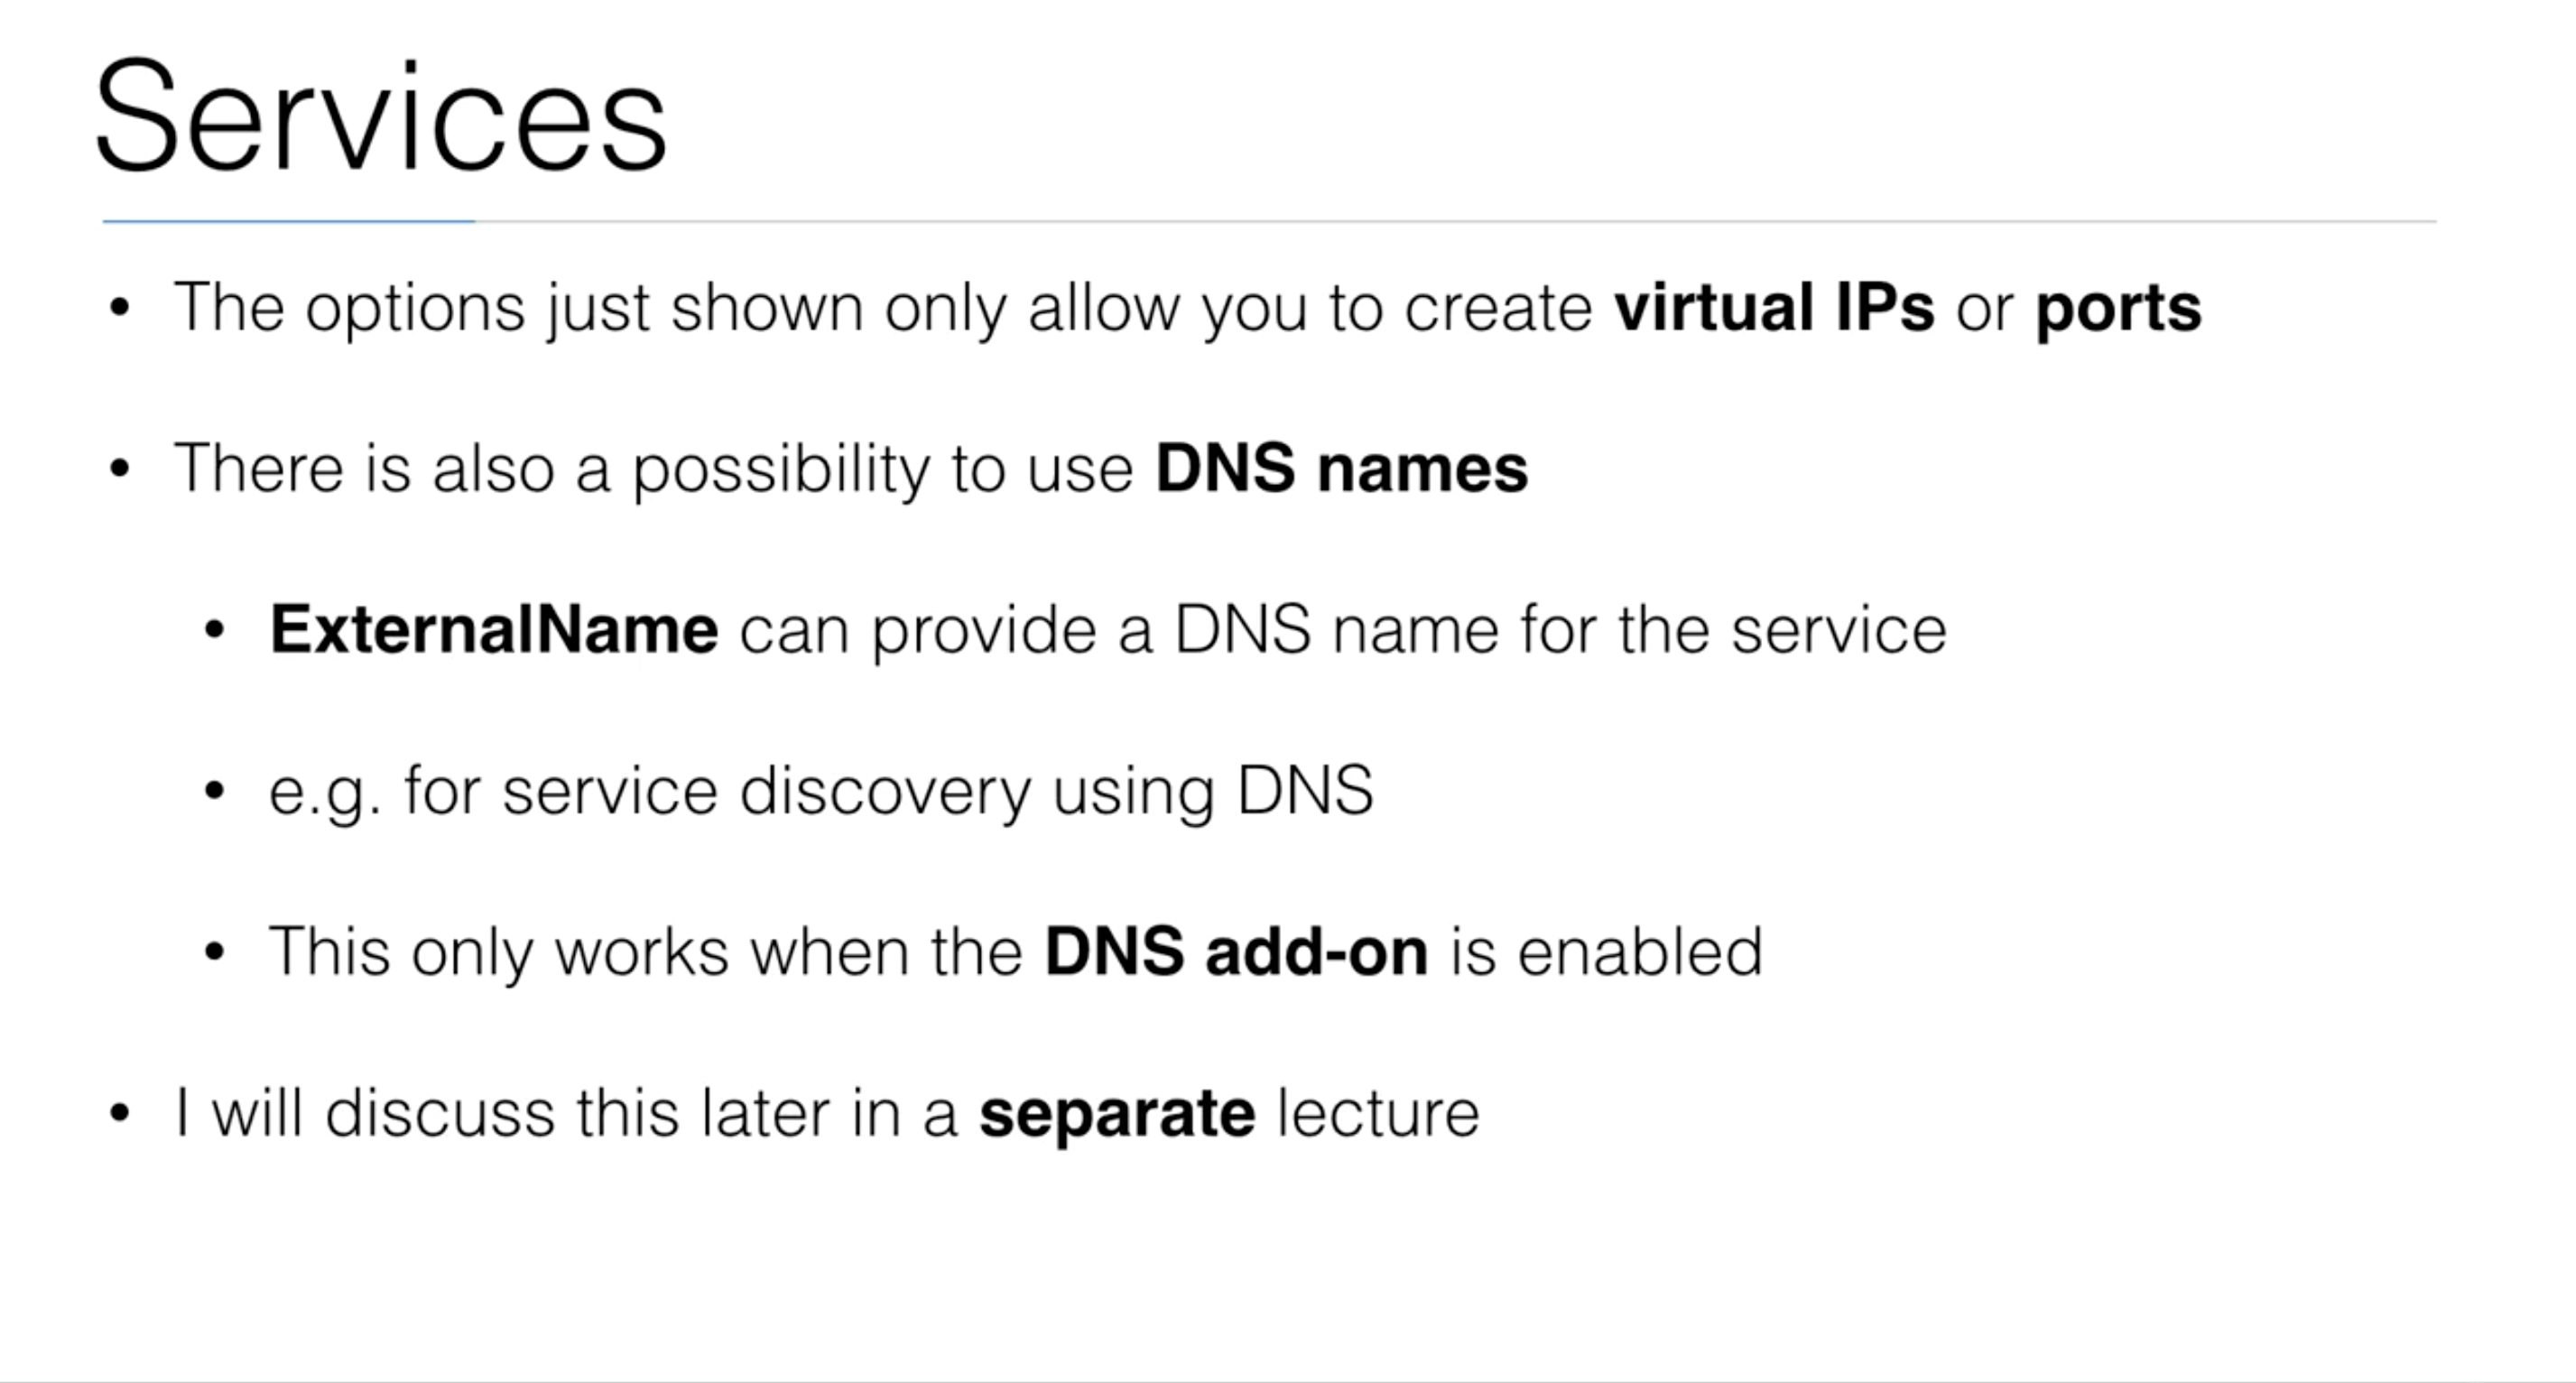 Services
• The options just shown only allow you to create virtual IPs or ports
• There is also a possibility to use DNS names
• ExternalName can provide a DNS name for the service
• e.g. for service discovery using DNS
• This only works when the DNS add-on is enabled
• I will discuss this later in a separate lecture